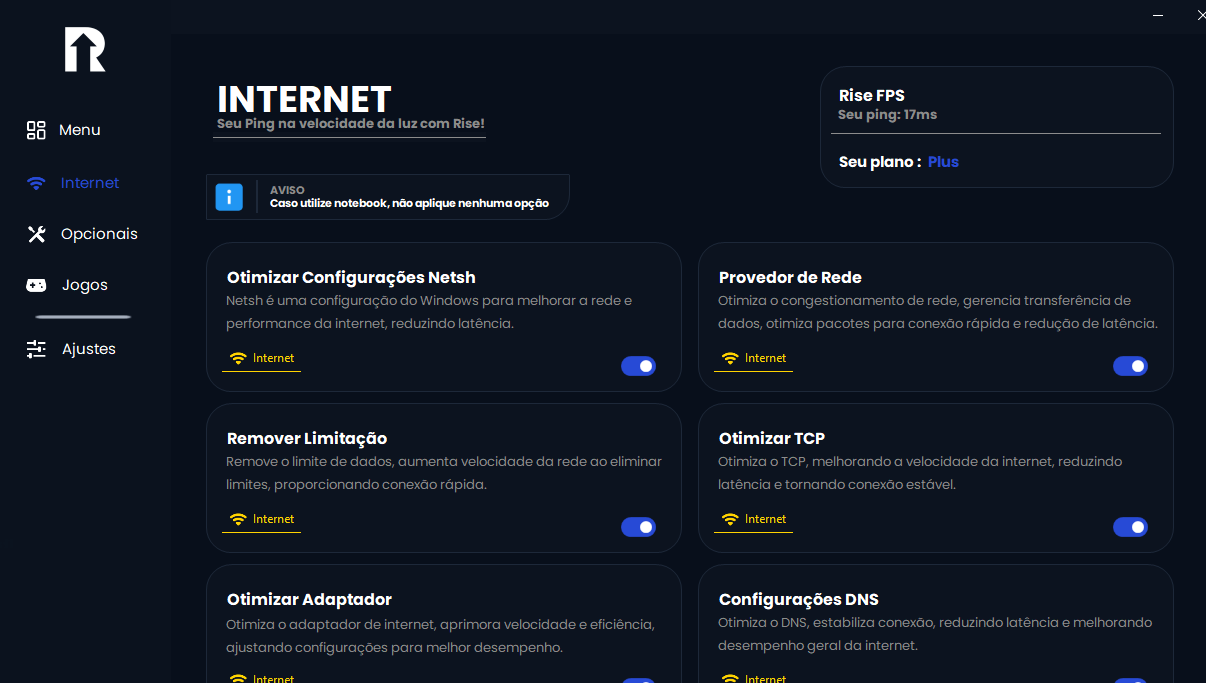 Menu
Internet
Opcionais
Jogos
Ajustes
INTERNET
Seu Ping na velocidade da luz com Rise!
Rise FPS
Seu ping: 17ms
Seu plano : Plus
AVISO
Caso utilize notebook, não aplique nenhuma opção
Otimizar Configurações Netsh
Netsh é uma configuração do Windows para melhorar a rede e
performance da internet, reduzindo latência.
Internet
Provedor de Rede
Otimiza o congestionamento de rede, gerencia transferência de
dados, otimiza pacotes para conexão rápida e redução de latência.
Internet
Remover Limitação
Remove o limite de dados, aumenta velocidade da rede ao eliminar
limites, proporcionando conexão rápida.
Internet
Otimizar TCP
Otimiza o TCP, melhorando a velocidade da internet, reduzindo
latência e tornando conexão estável.
Internet
Otimizar Adaptador
Otimiza o adaptador de internet, aprimora velocidade e eficiência,
ajustando configurações para melhor desempenho.
Internet
Configurações DNS
Otimiza o DNS, estabiliza conexão, reduzindo latência e melhorando
desempenho geral da internet.
Internet